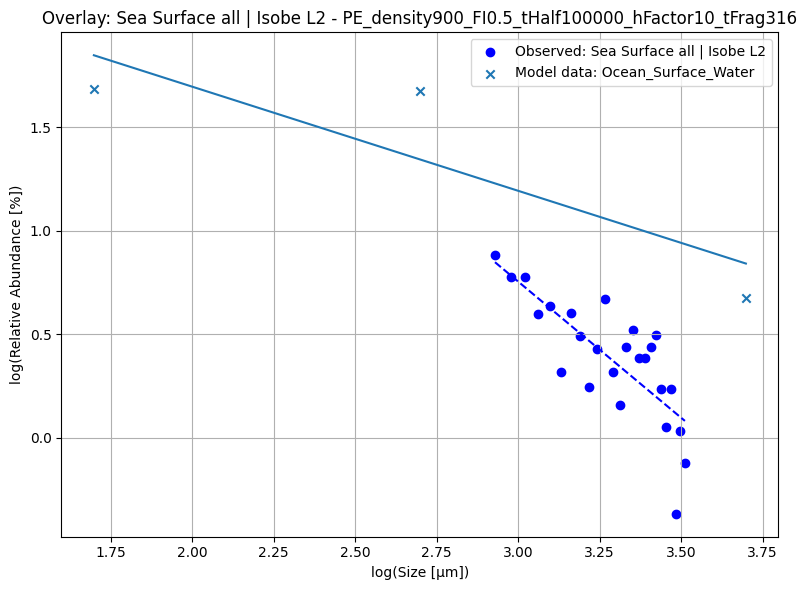 Overlay: Sea Surface all | Isobe L2 - PE_density900_FI0.5_tHalf100000_hFactor10_tFrag316
Observed: Sea Surface all | Isobe L2
Model data: Ocean_Surface_Water
log(Relative Abundance [%])
1.5
1.0
0.5
0.0
1.75
2.00
2.25
2.50
2.75
3.00
3.25
3.50
3.75
log(Size [µm])